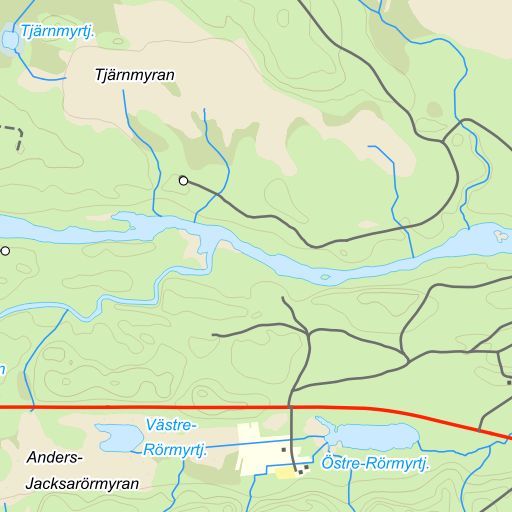 Tjärnmyrtj.
Tjärnmyran
n
Västre-
Rörmyrtj.
Östre-Rörmyrtj.
Anders-
Jacksarörmyran